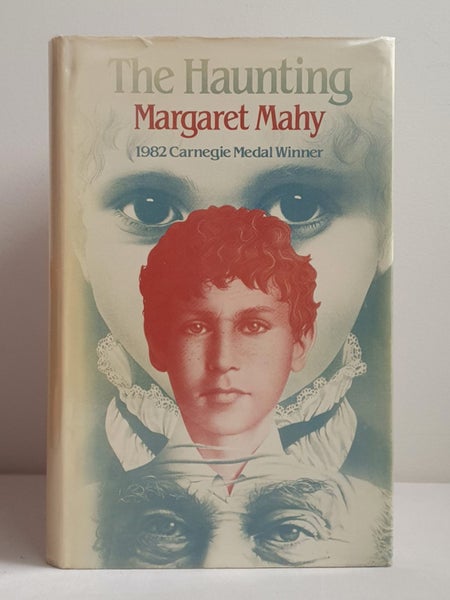 The Haunting
Margaret Mahy
1982 Carnegie Medal Winner